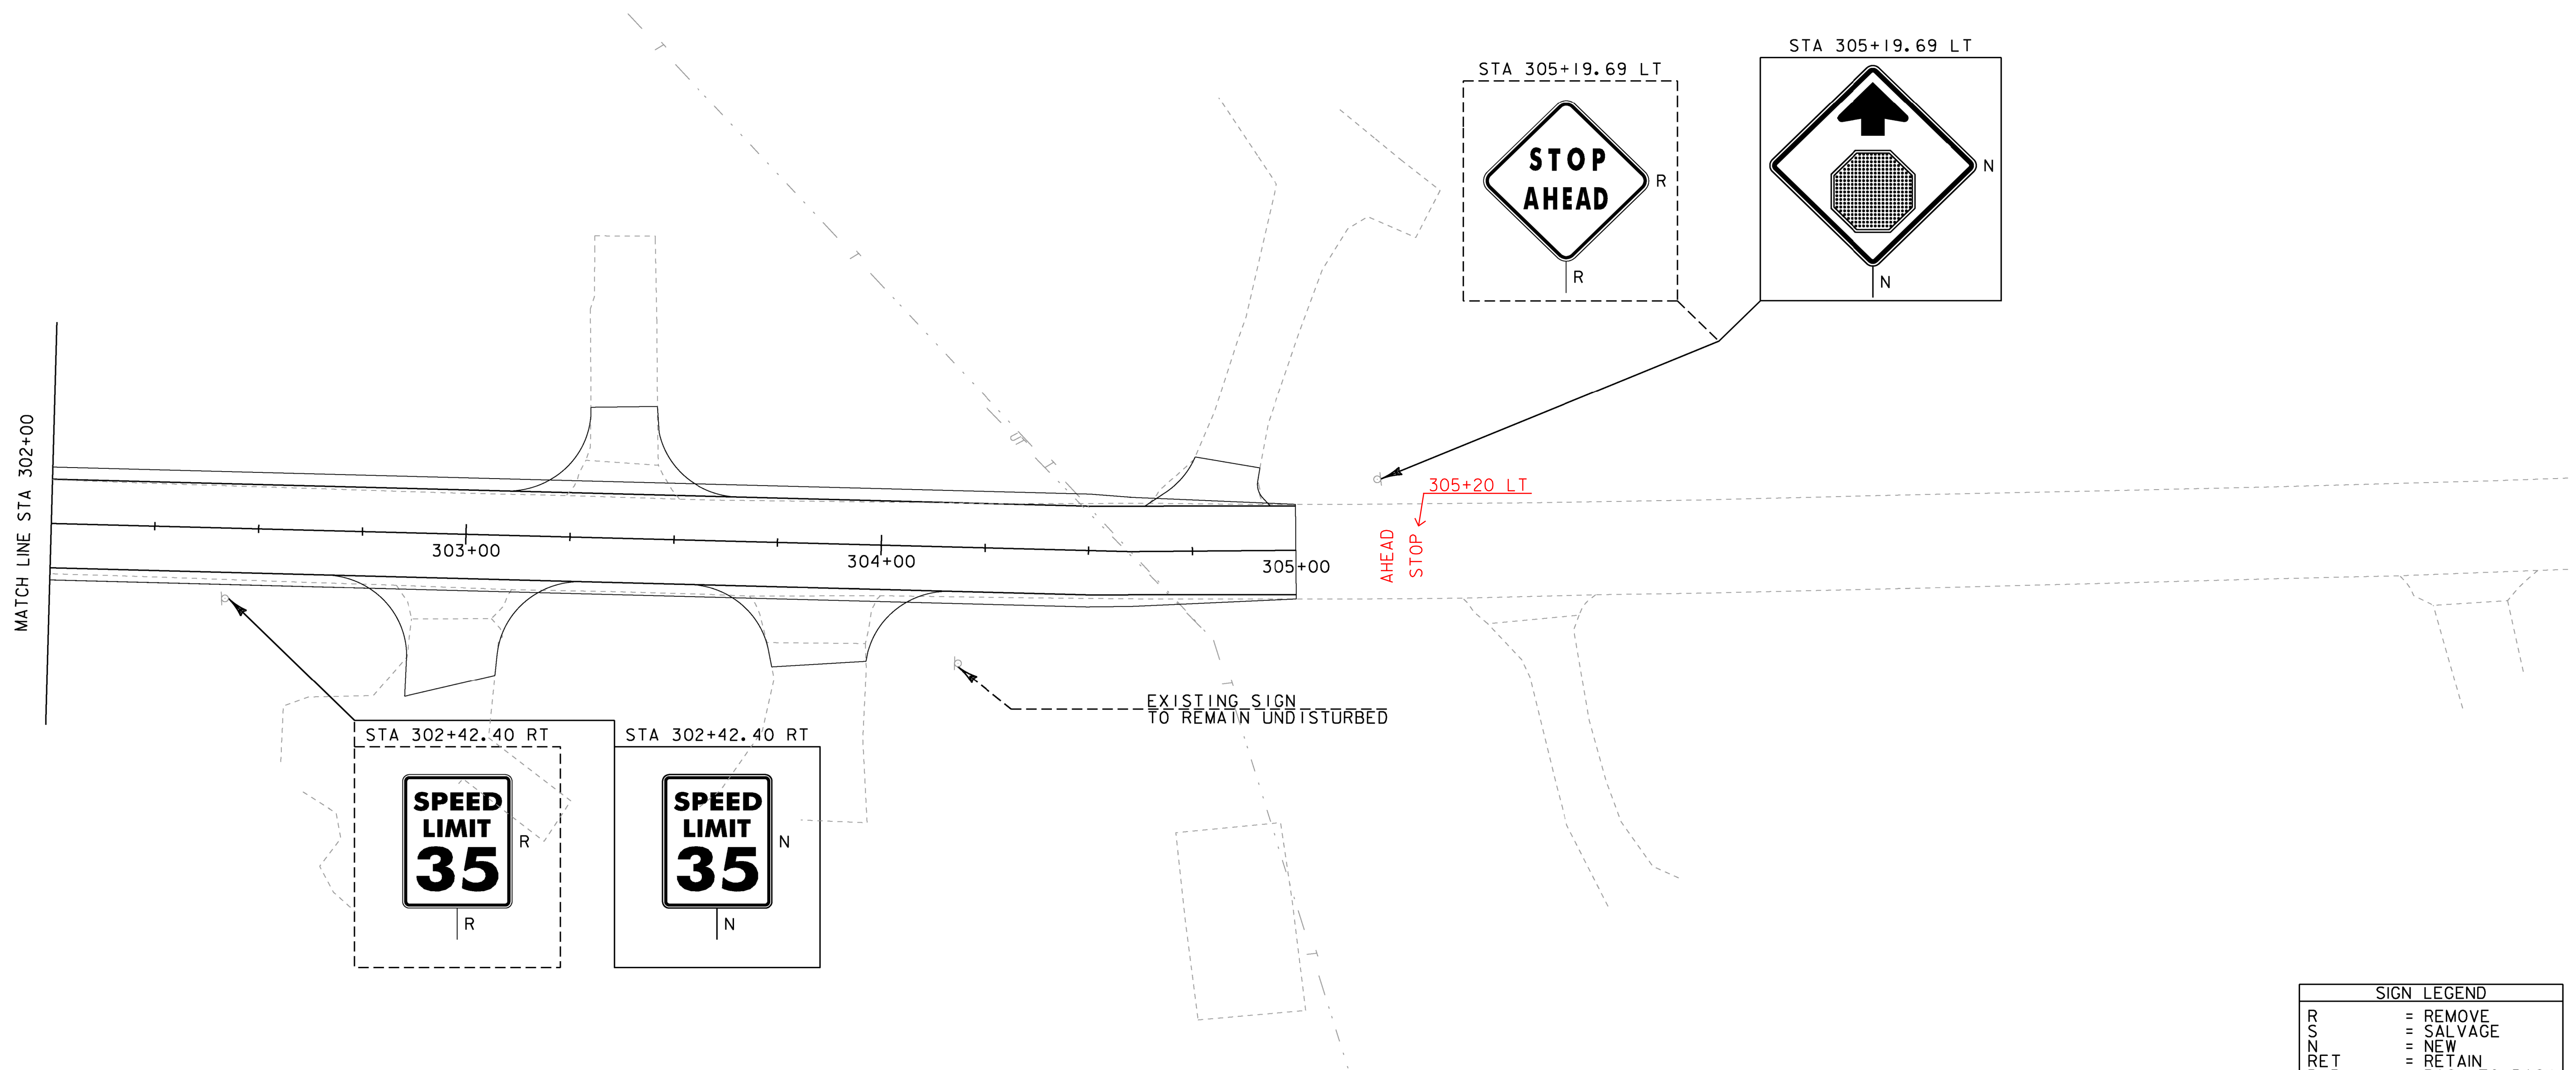 STA 305+19.69 LT
STOP
AHEAD
R
R
STA 305+19.69 LT
N
N
MATCH LINE STA 302+00
T
T
UT
T
305+20 LT
AHEAD
STOP
303+00
304+00
305+00
EXISTING SIGN
TO REMAIN UNDISTURBED
T
STA 302+42.40 RT
SPEED
LIMIT
35
R
R
STA 302+42.40 RT
SPEED
LIMIT
35
N
N
T
SIGN LEGEND
R = REMOVE
S = SALVAGE
N = NEW
RET = RETAIN